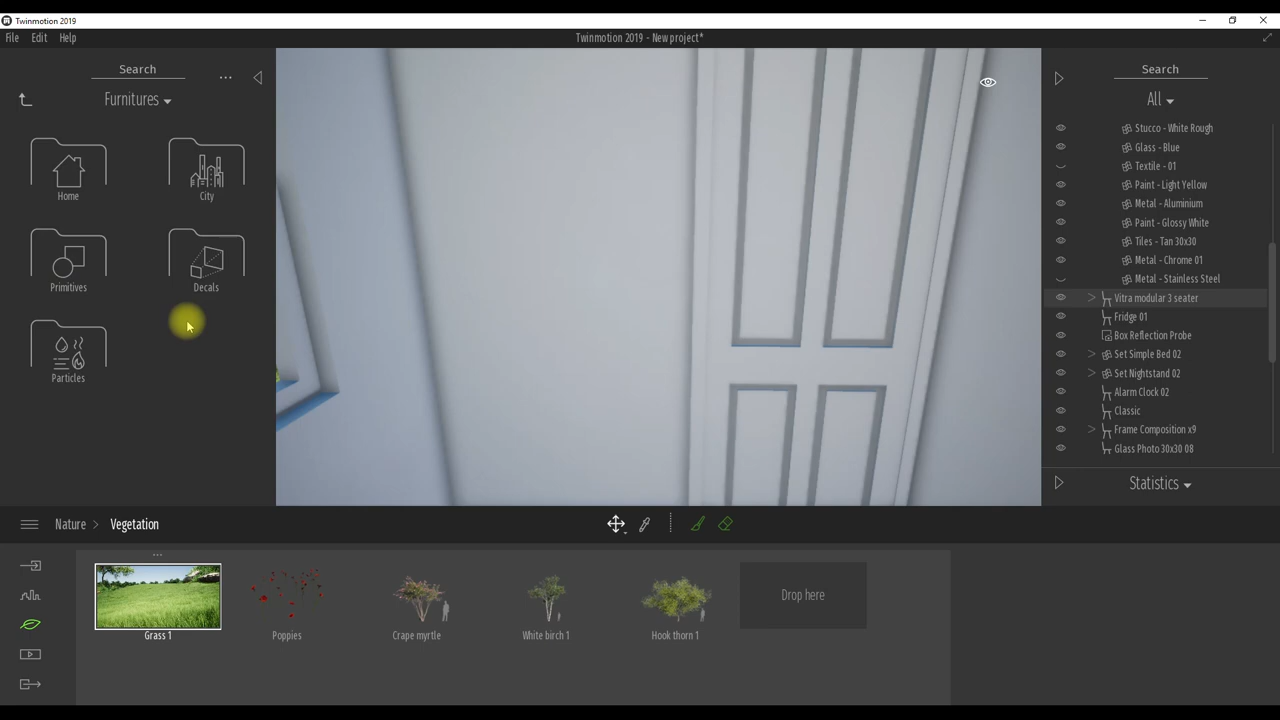 Twinmotion 2019
File Edit Help
Twinmotion 2019 - New project*
Search
...
Furnitures
Home
City
Primitives
Decals
Particles
Search
All
Stucco - White Rough
Glass - Blue
Textile - 01
Paint - Light Yellow
Metal - Aluminium
Paint - Glossy White
Tiles - Tan 30x30
Metal - Chrome 01
Metal - Stainless Steel
Vitra modular 3 seater
Fridge 01
Box Reflection Probe
Set Simple Bed 02
Set Nightstand 02
Alarm Clock 02
Classic
Frame Composition x9
Glass Photo 30x30 08
Statistics
Nature > Vegetation
...
Grass 1
Poppies
Crape myrtle
White birch 1
Hook thorn 1
Drop here